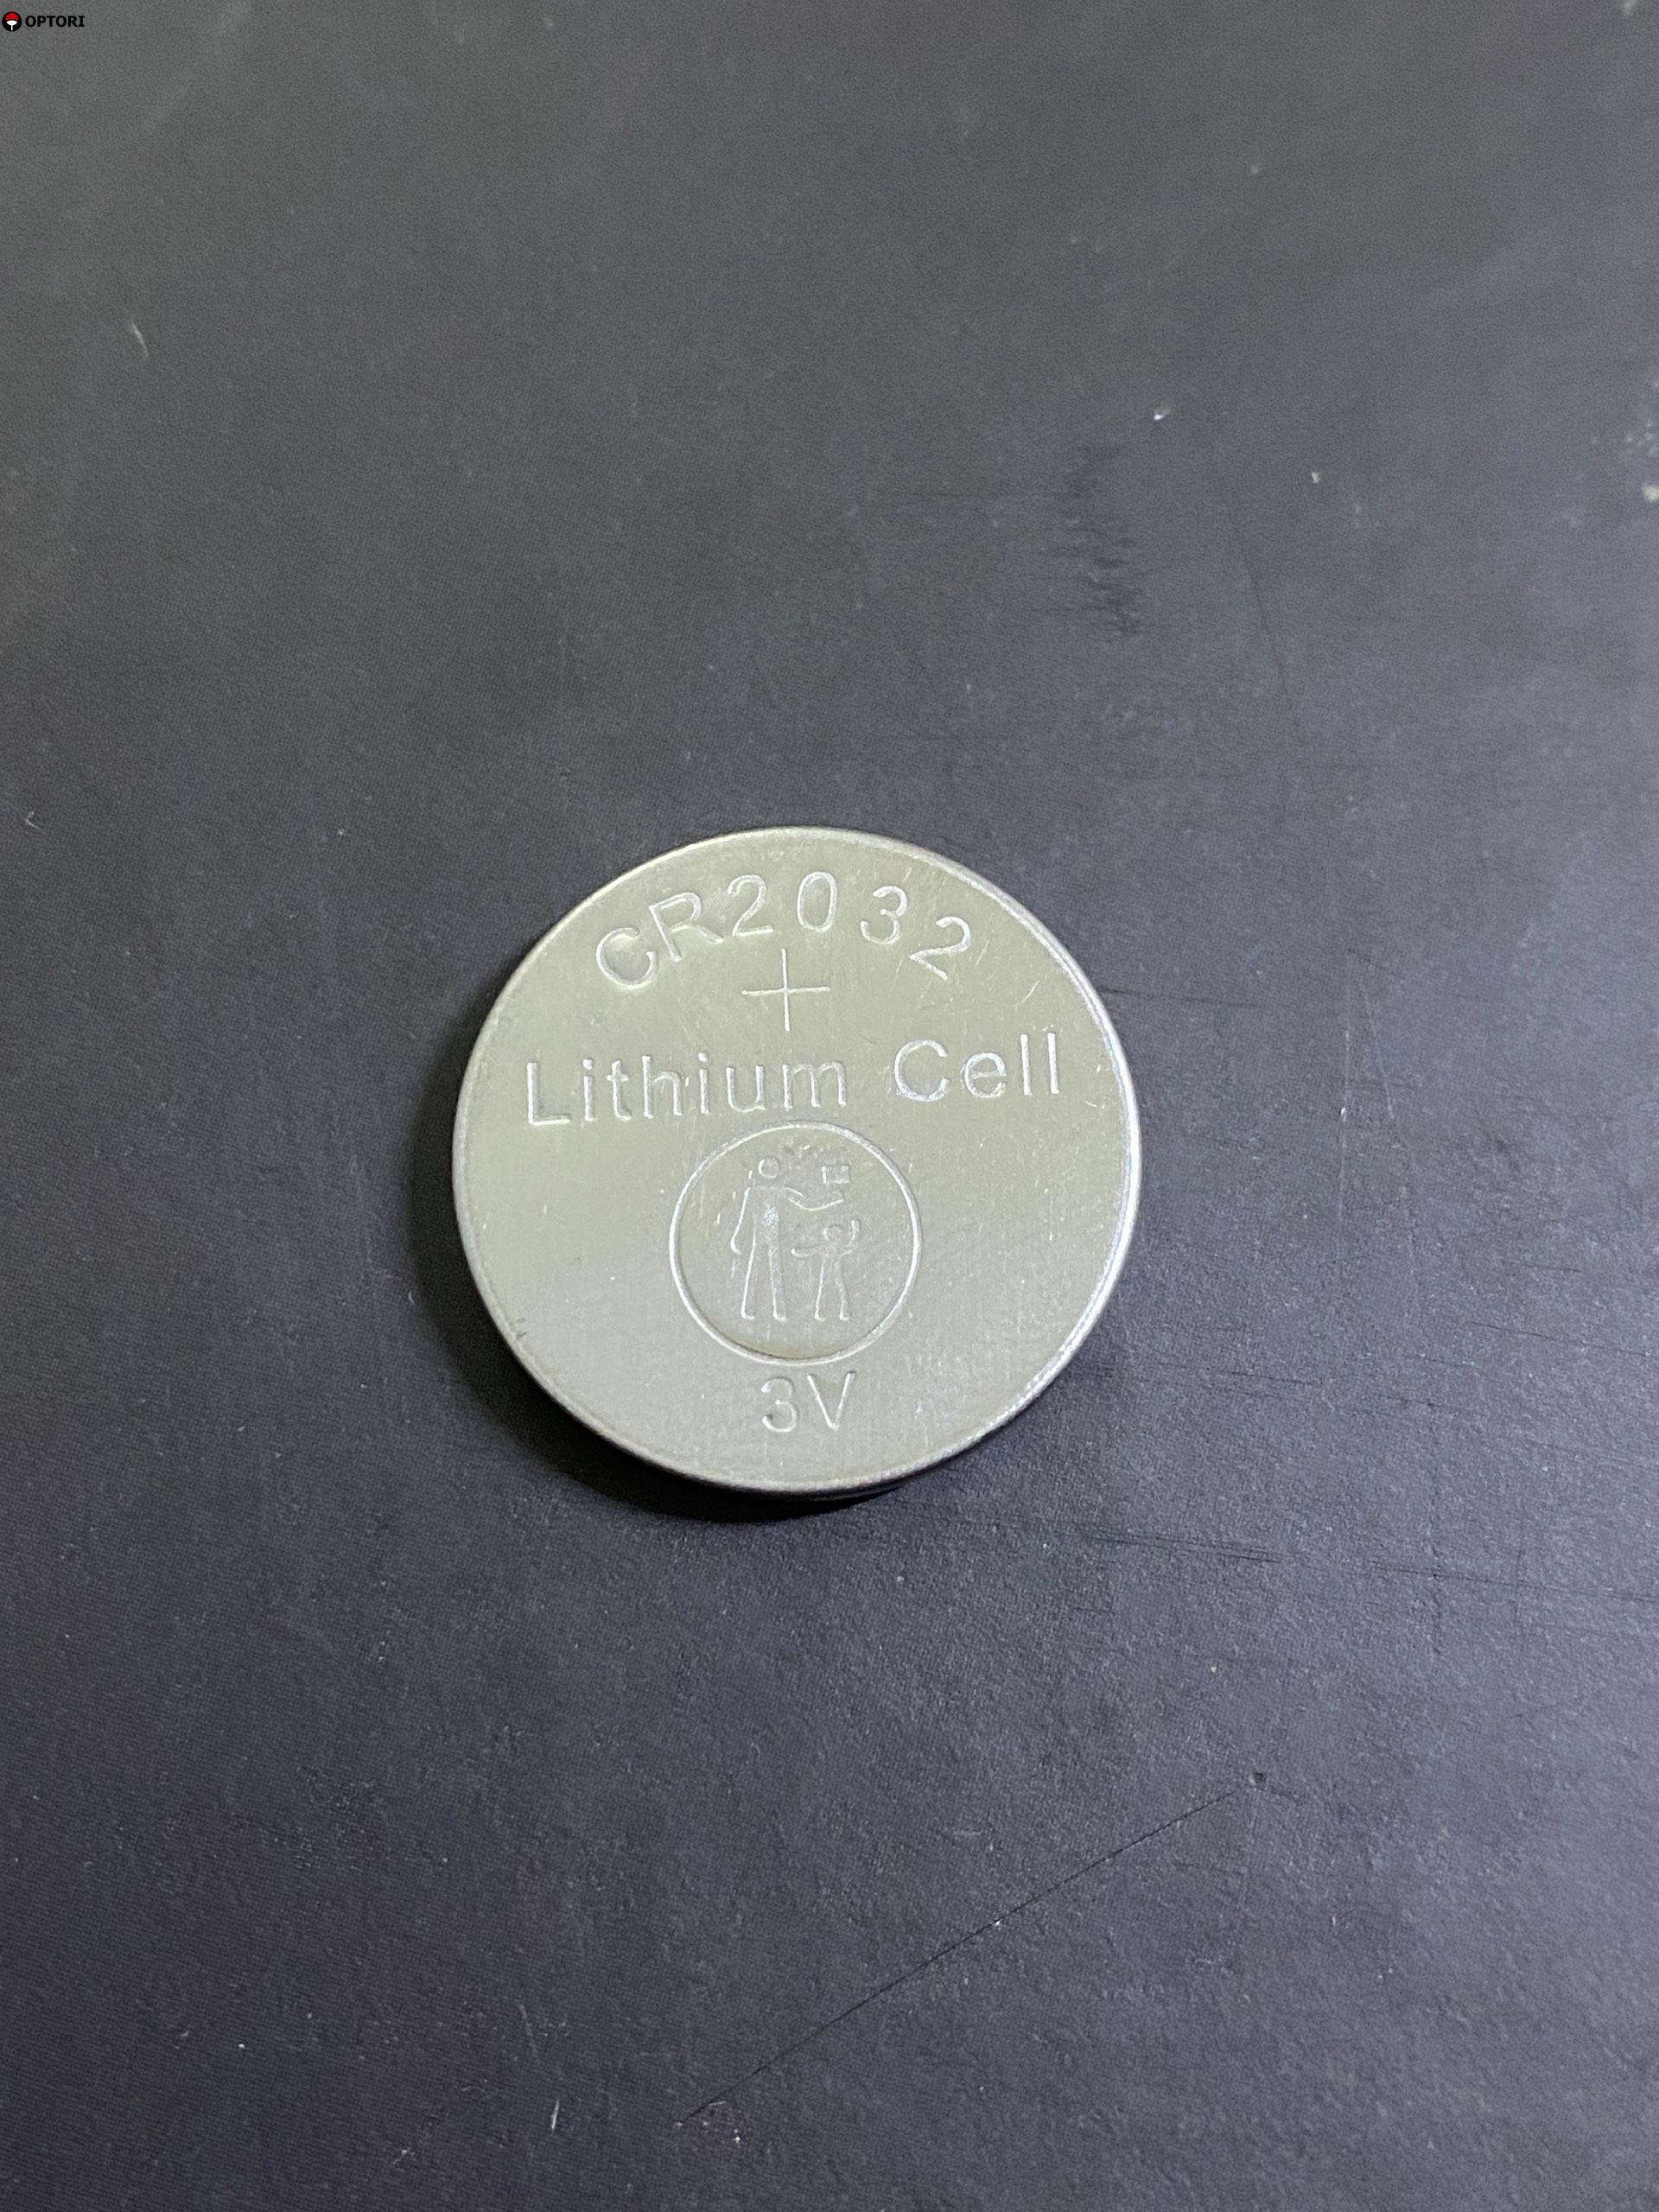 OPTORI
CR2032
+
Lithium Cell
3V